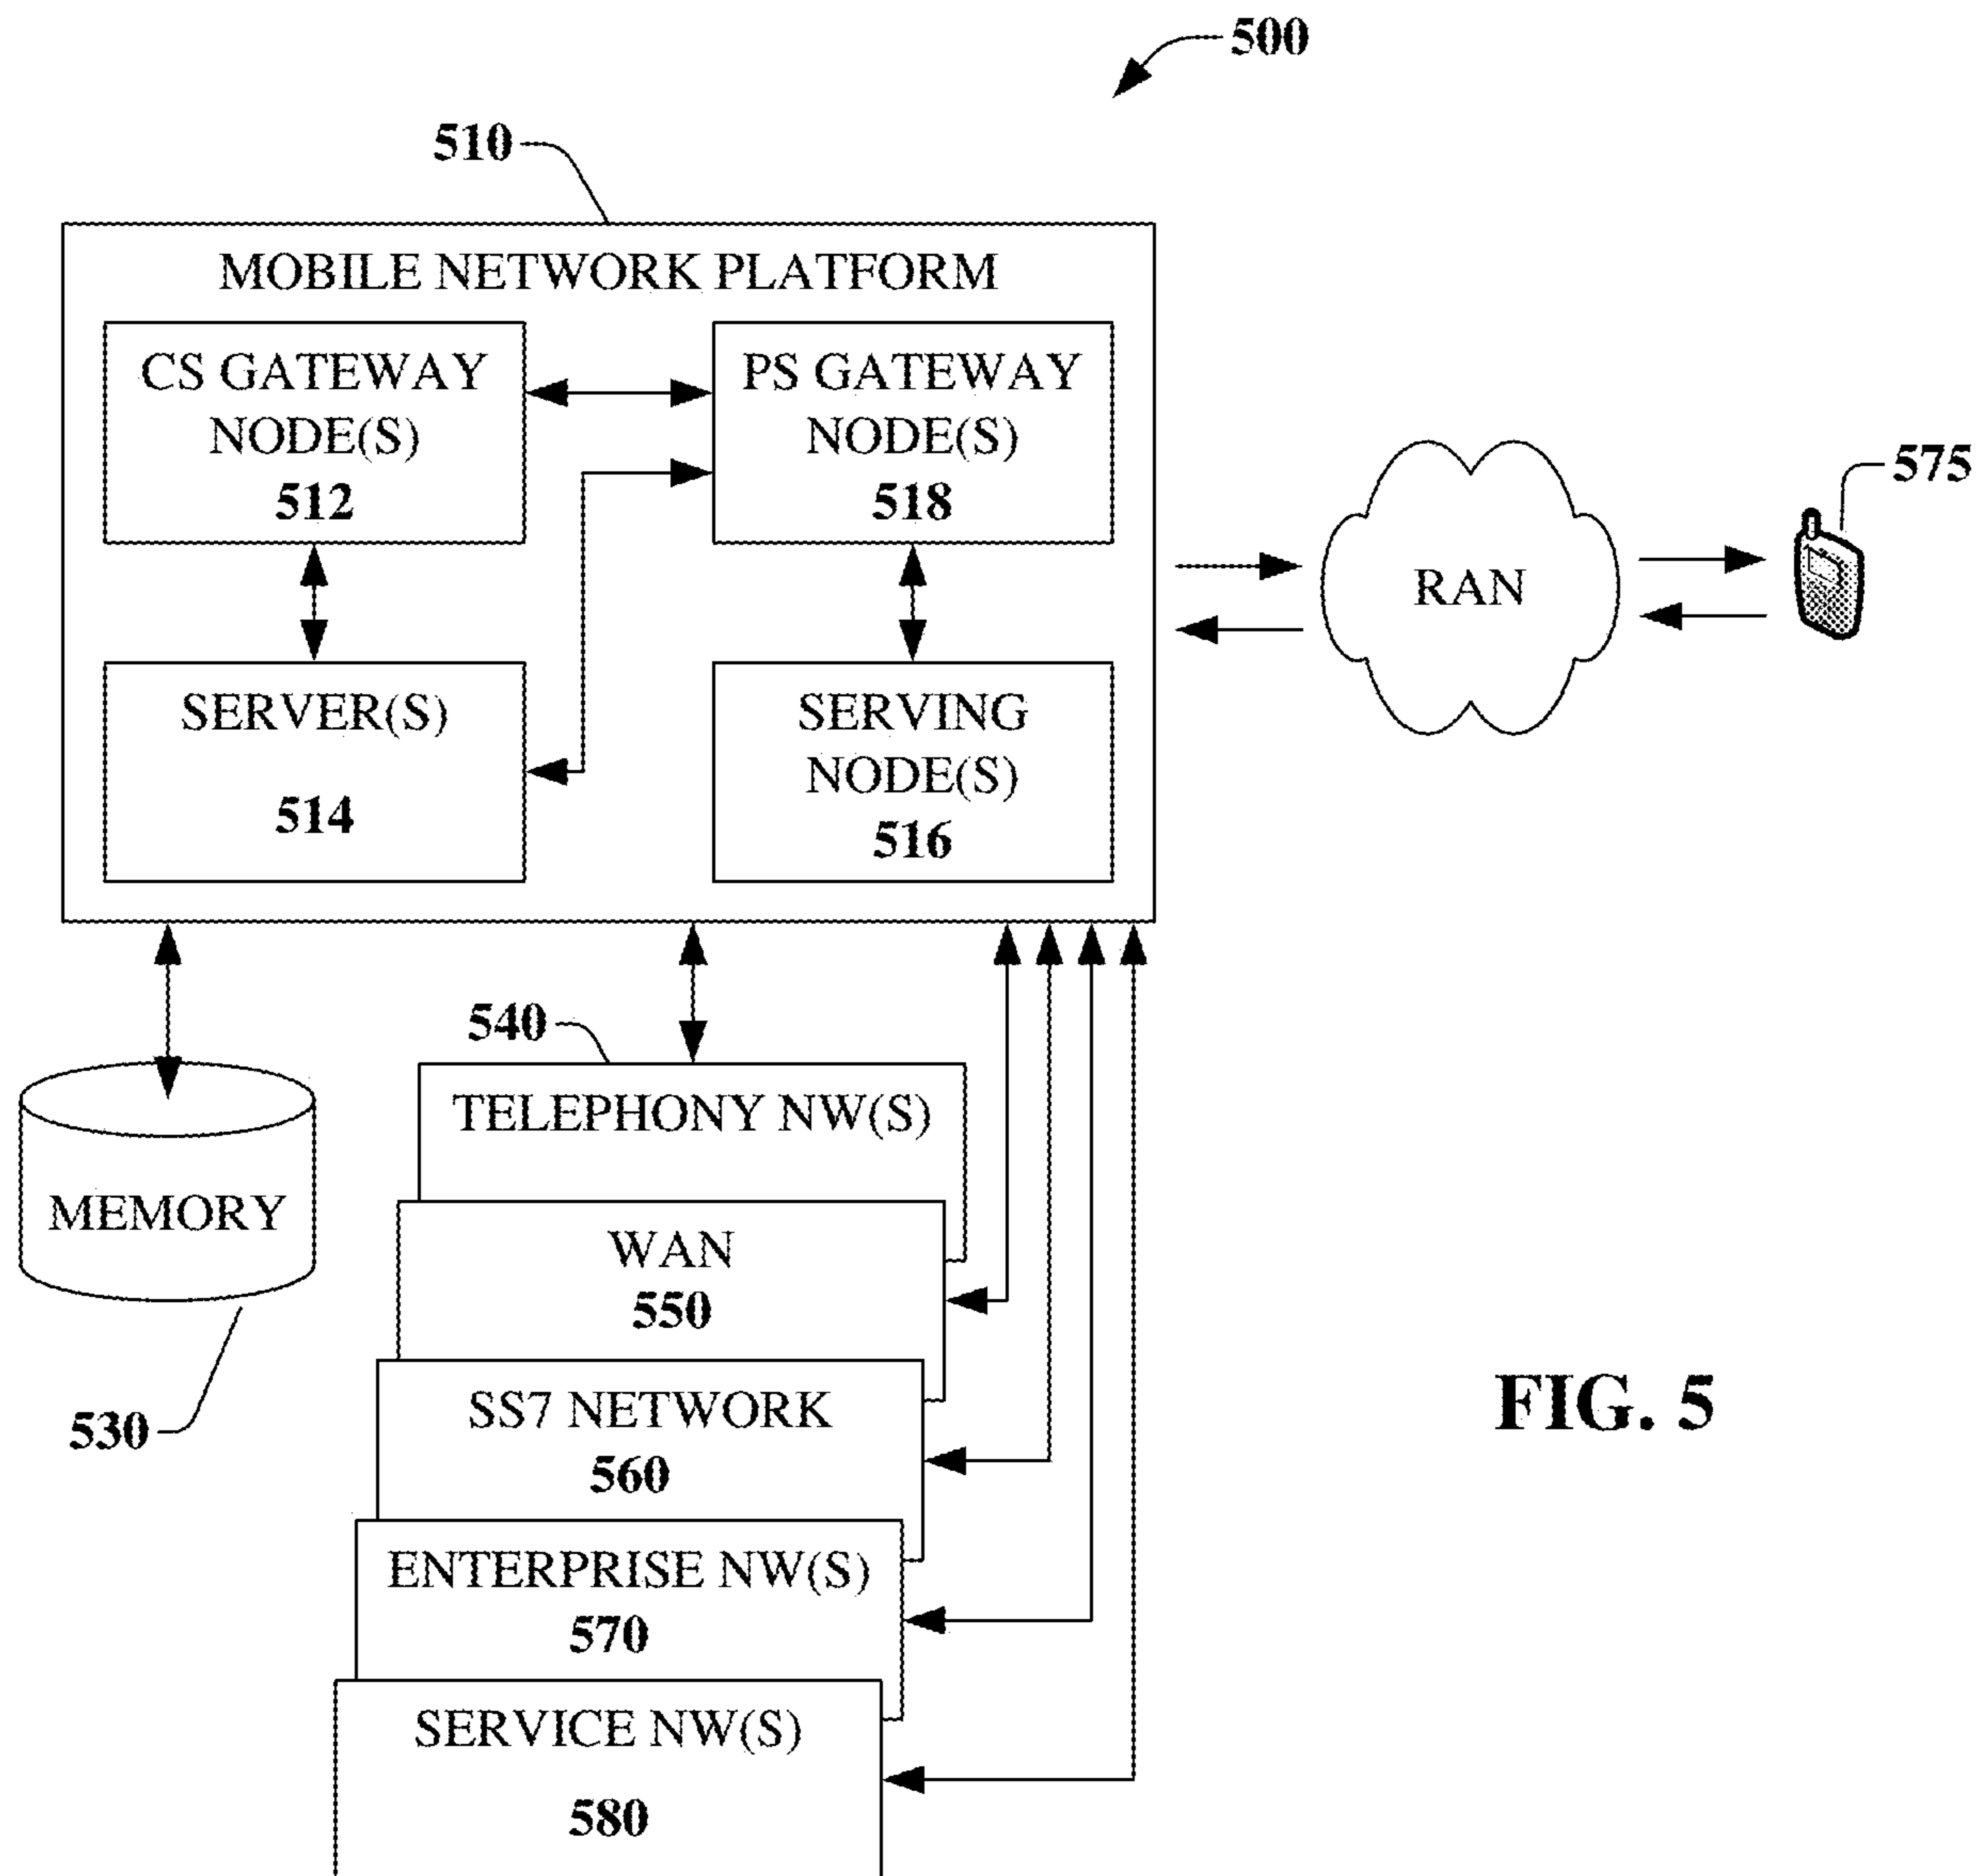 500
510
MOBILE NETWORK PLATFORM
CS GATEWAY
NODE(S)
512
PS GATEWAY
NODE(S)
518
SERVER(S)
514
SERVING
NODE(S)
516
RAN
575
540
TELEPHONY NW(S)
MEMORY
530
WAN
550
SS7 NETWORK
560
ENTERPRISE NW(S)
570
SERVICE NW(S)
580
FIG. 5